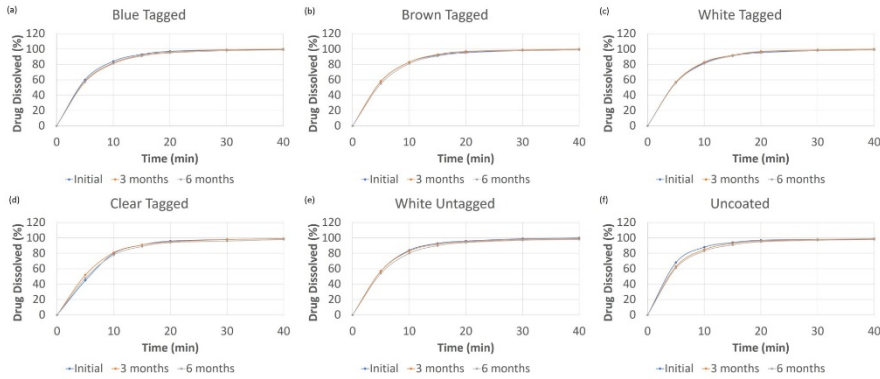 (a)
Blue Tagged
Drug Dissolved (%)
120
100
80
60
40
20
0
0 10 20 30 40
Time (min)
Initial 3 months 6 months
(b)
Brown Tagged
Drug Dissolved (%)
120
100
80
60
40
20
0
0 10 20 30 40
Time (min)
Initial 3 months 6 months
(c)
White Tagged
Drug Dissolved (%)
120
100
80
60
40
20
0
0 10 20 30 40
Time (min)
Initial 3 months 6 months
(d)
Clear Tagged
Drug Dissolved (%)
120
100
80
60
40
20
0
0 10 20 30 40
Time (min)
Initial 3 months 6 months
(e)
White Untagged
Drug Dissolved (%)
120
100
80
60
40
20
0
0 10 20 30 40
Time (min)
Initial 3 months 6 months
(f)
Uncoated
Drug Dissolved (%)
120
100
80
60
40
20
0
0 10 20 30 40
Time (min)
Initial 3 months 6 months